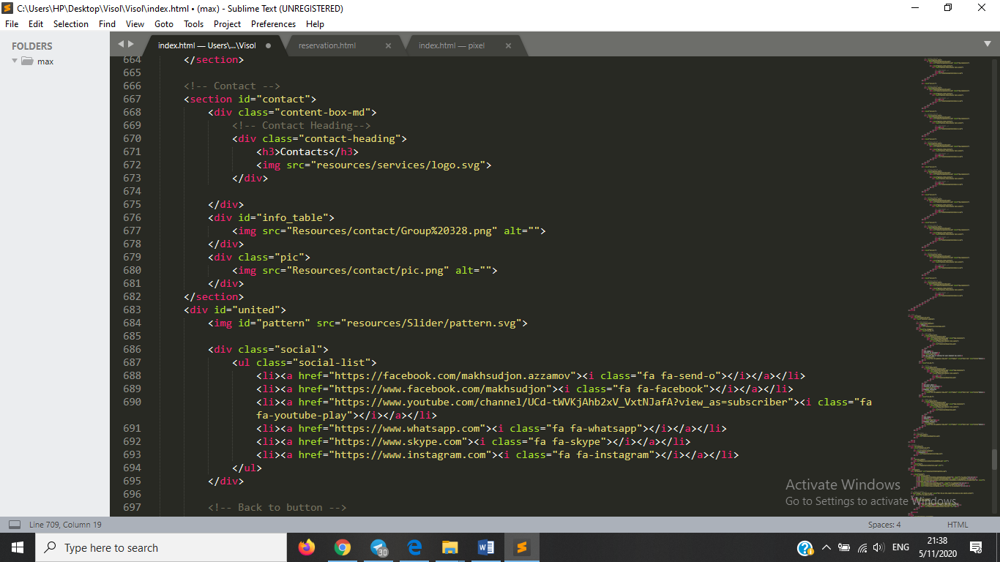 C:\Users\HP\Desktop\Visol\Visol\index.html • (max) - Sublime Text (UNREGISTERED)
File Edit Selection Find View Goto Tools Project Preferences Help
FOLDERS
max
index.html — Users\...\Visol
reservation.html
index.html — pixel
664 </section>
665
666 <!-- Contact -->
667 <section id="contact">
668 <div class="content-box-md">
669 <!-- Contact Heading-->
670 <div class="contact-heading">
671 <h3>Contacts</h3>
672 <img src="resources/services/logo.svg">
673 </div>
674
675 </div>
676 <div id="info_table">
677 <img src="Resources/contact/Group%20328.png" alt="">
678 </div>
679 <div class="pic">
680 <img src="Resources/contact/pic.png" alt="">
681 </div>
682 </section>
683 <div id="united">
684 <img id="pattern" src="resources/Slider/pattern.svg">
685
686 <div class="social">
687 <ul class="social-list">
688 <li><a href="https://facebook.com/makhsudjon.azzamov"><i class="fa fa-send-o"></i></a></li>
689 <li><a href="https://www.facebook.com/makhsudjon"><i class="fa fa-facebook"></i></a></li>
690 <li><a href="https://www.youtube.com/channel/UCd-tWVKjAhb2xV_VxtNJafA?view_as=subscriber"><i class="fa
fa-youtube-play"></i></a></li>
691 <li><a href="https://www.whatsapp.com"><i class="fa fa-whatsapp"></i></a></li>
692 <li><a href="https://www.skype.com"><i class="fa fa-skype"></i></a></li>
693 <li><a href="https://www.instagram.com"><i class="fa fa-instagram"></i></a></li>
694 </ul>
695 </div>
696
697 <!-- Back to button -->
Activate Windows
Go to Settings to activate Windows.
Line 709, Column 19
Spaces: 4
HTML
Type here to search
30
ENG
21:38
5/11/2020